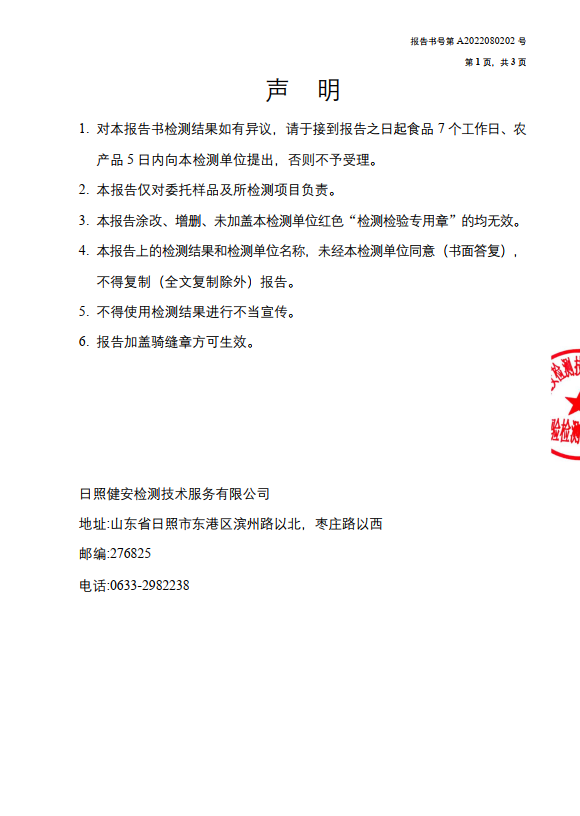 报告书号第 A2022080202 号
第 1 页，共 3 页
声 明
1. 对本报告书检测结果如有异议，请于接到报告之日起食品 7 个工作日、农
产品 5 日内向本检测单位提出，否则不予受理。
2. 本报告仅对委托样品及所检测项目负责。
3. 本报告涂改、增删、未加盖本检测单位红色“检测检验专用章”的均无效。
4. 本报告上的检测结果和检测单位名称，未经本检测单位同意（书面答复），
不得复制（全文复制除外）报告。
5. 不得使用检测结果进行不当宣传。
6. 报告加盖骑缝章方可生效。
检测技
验检测
日照健安检测技术服务有限公司
地址:山东省日照市东港区滨州路以北，枣庄路以西
邮编:276825
电话:0633-2982238